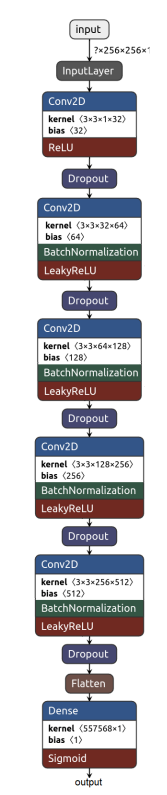 input
?×256×256×1
InputLayer
Conv2D
kernel ⟨3×3×1×32⟩
bias ⟨32⟩
ReLU
Dropout
Conv2D
kernel ⟨3×3×32×64⟩
bias ⟨64⟩
BatchNormalization
LeakyReLU
Dropout
Conv2D
kernel ⟨3×3×64×128⟩
bias ⟨128⟩
BatchNormalization
LeakyReLU
Dropout
Conv2D
kernel ⟨3×3×128×256⟩
bias ⟨256⟩
BatchNormalization
LeakyReLU
Dropout
Conv2D
kernel ⟨3×3×256×512⟩
bias ⟨512⟩
BatchNormalization
LeakyReLU
Dropout
Flatten
Dense
kernel ⟨557568×1⟩
bias ⟨1⟩
Sigmoid
output